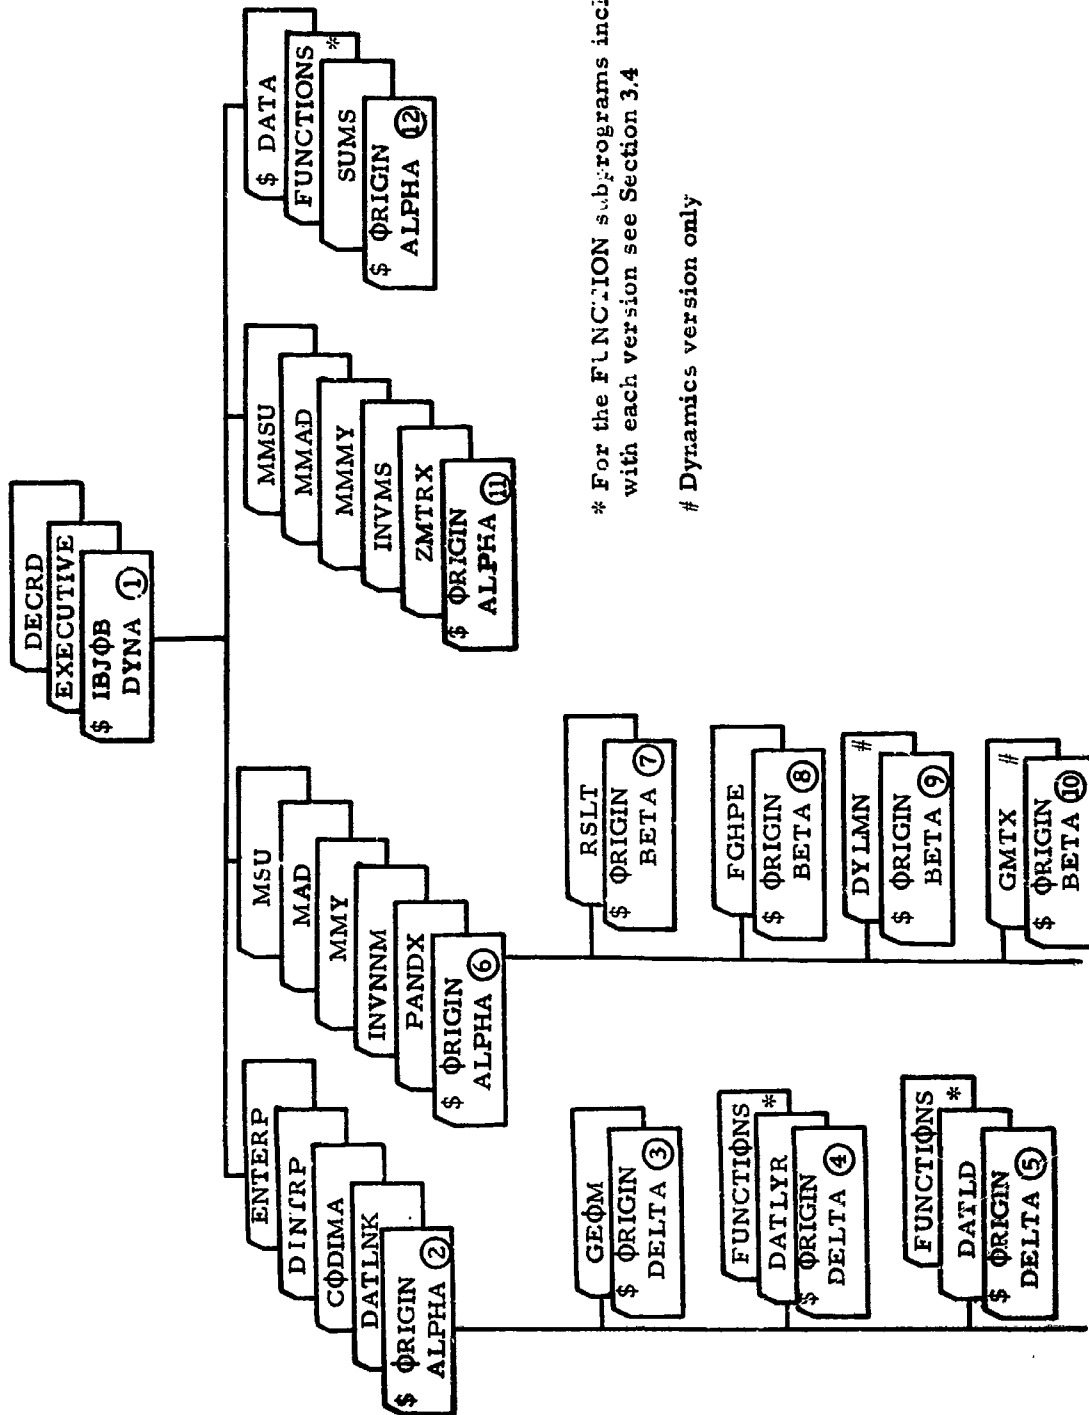 DECRD
EXECUTIVE
$ IBJΦB
DYNA ①
ENTERP
DINTRP
CΦDIMA
DATLNK
$ ΦRIGIN
ALPHA ②
GEΦM
$ ΦRIGIN
DELTA ③
FUNCTIΦNS *
DATLYR
$ ΦRIGIN
DELTA ④
FUNCTIΦNS *
DATLD
$ ΦRIGIN
DELTA ⑤
MSU
MAD
MMY
INVNNM
PANDX
$ ΦRIGIN
ALPHA ⑥
RSLT
$ ΦRIGIN
BETA ⑦
FGHPE
$ ΦRIGIN
BETA ⑧
DYLMN #
$ ΦRIGIN
BETA ⑨
GMTX #
$ ΦRIGIN
BETA ⑩
MMSU
MMAD
MMMY
INVMS
ZMTRX
$ ΦRIGIN
ALPHA ⑪
$ DATA
FUNCTIONS *
SUMS
$ ΦRIGIN
ALPHA ⑫
* For the FUNCTION subprograms incl
with each version see Section 3.4
# Dynamics version only